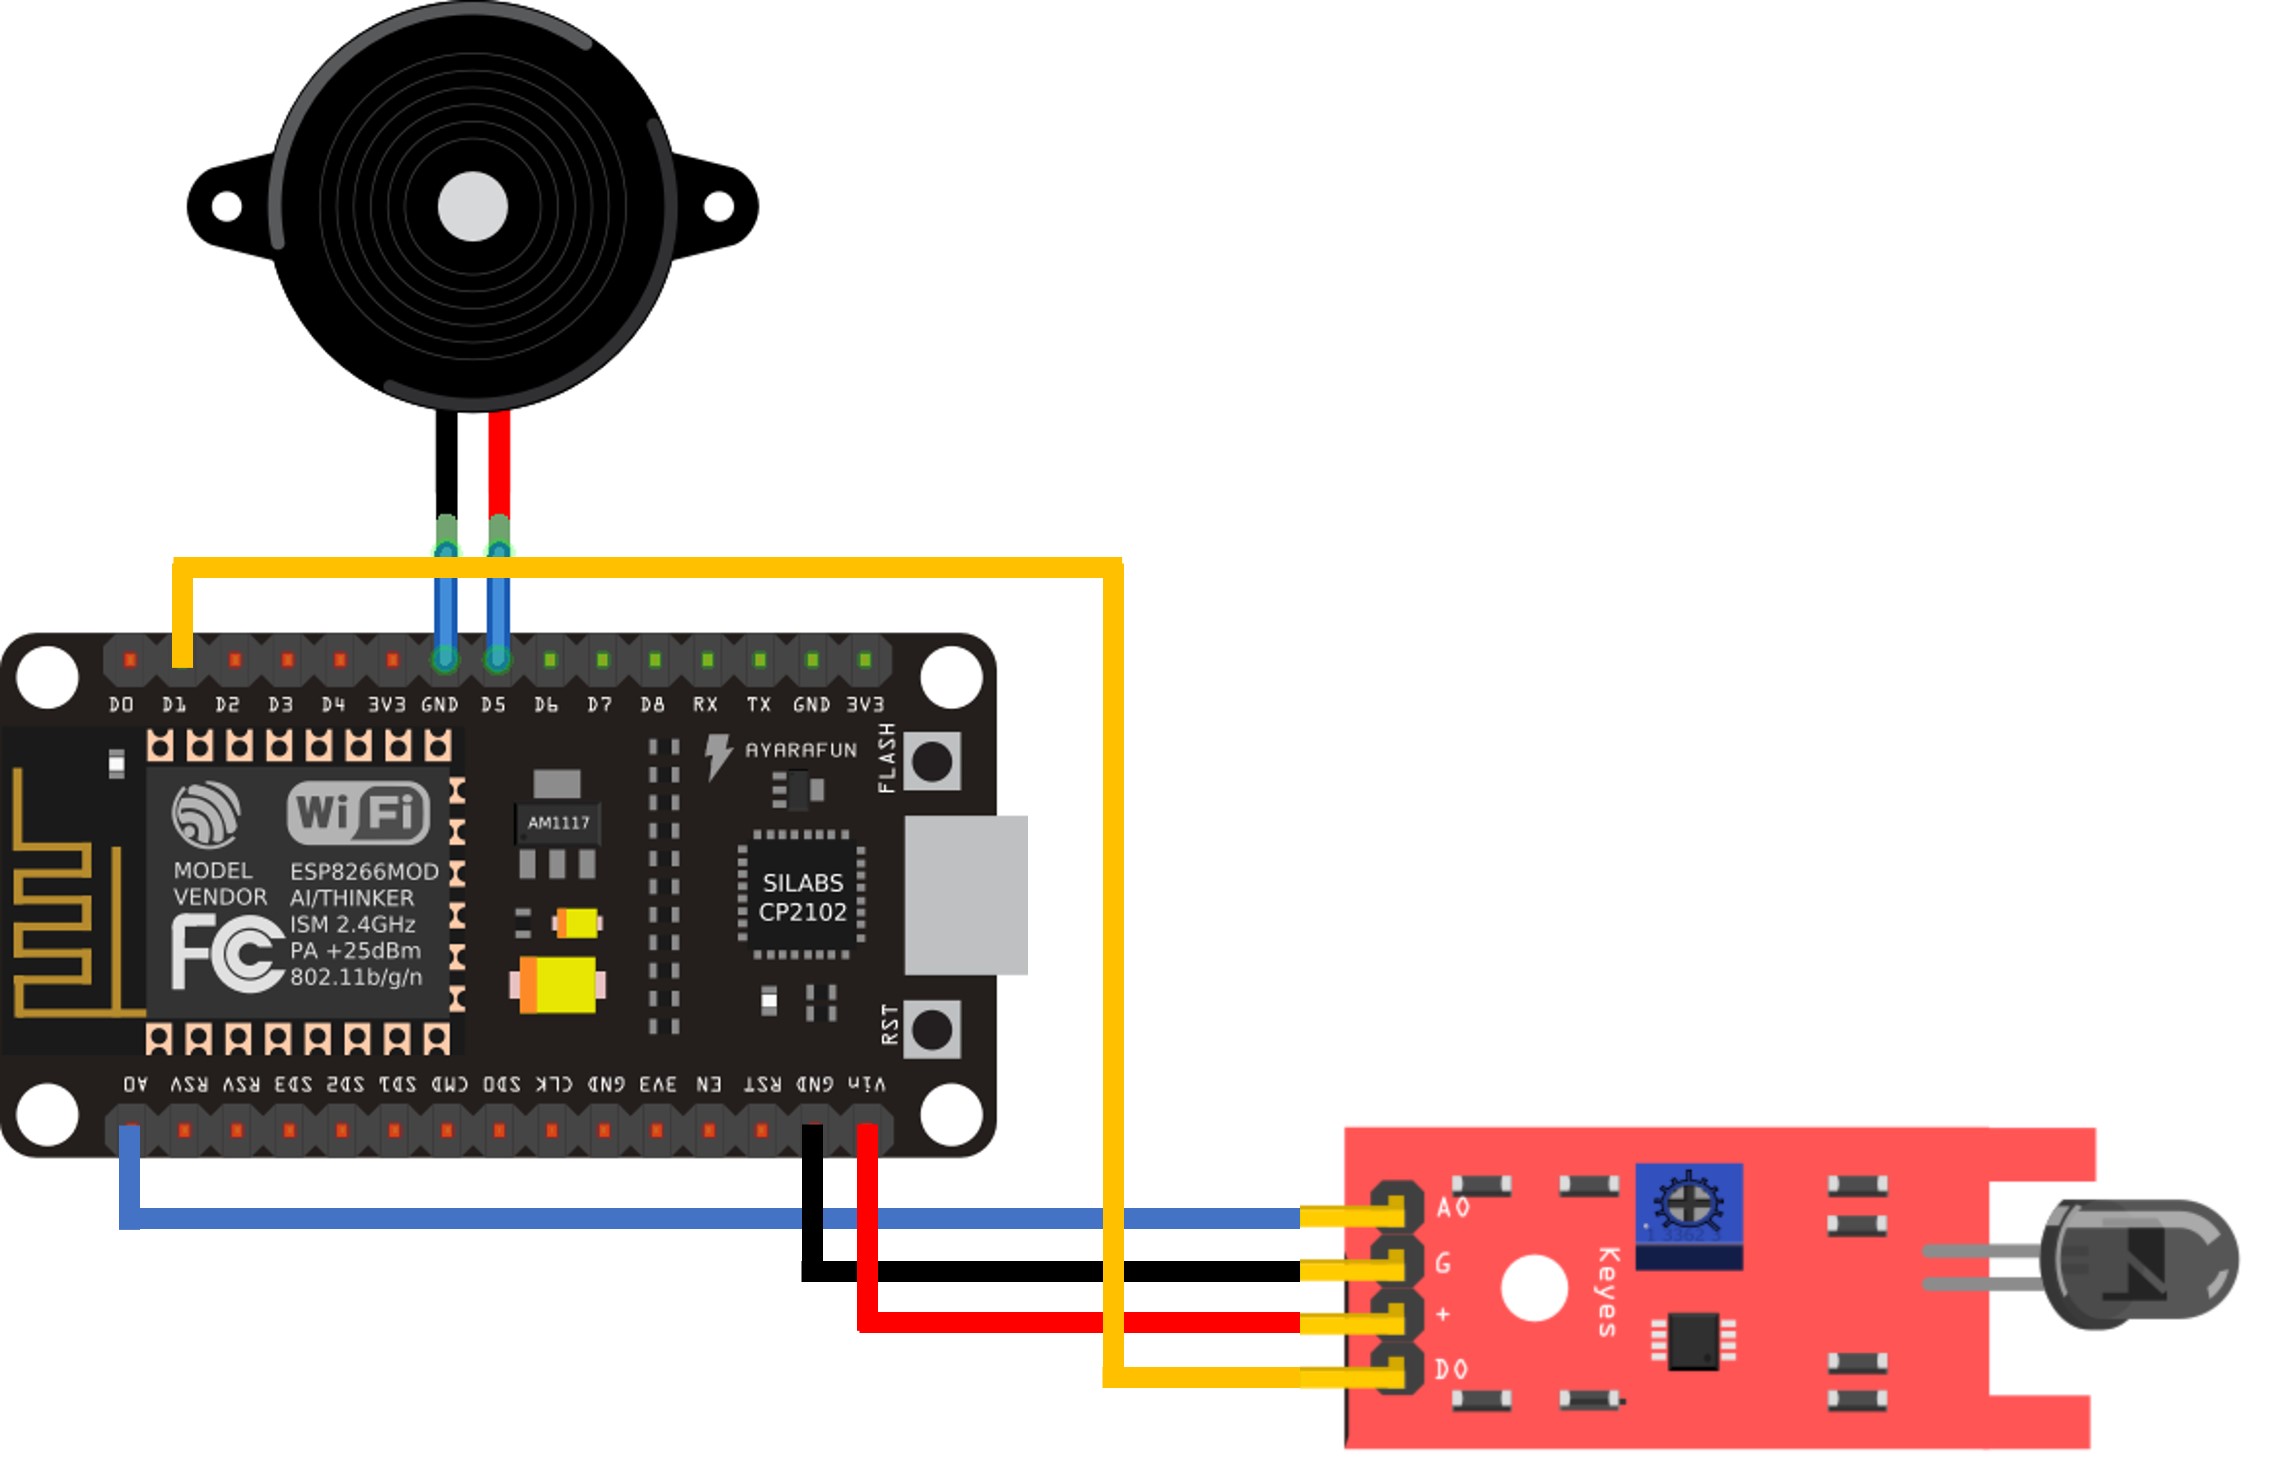 D0 D1 D2 D3 D4 3V3 GND D5 D6 D7 D8 RX TX GND 3V3
FLASH
AYARAFUN
WiFi
AM1117
MODEL ESP8266MOD
VENDOR AI/THINKER
ISM 2.4GHz
PA +25dBm
802.11b/g/n
FC
SILABS
CP2102
RST
A0 RSV RSV SD3 SD2 SD1 CMD SD0 CLK GND 3V3 EN RST GND Vin
A0
G
+
D0
Keyes